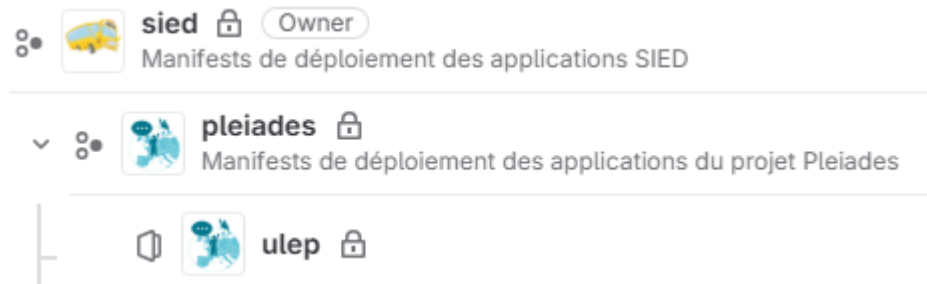 sied Owner
Manifests de déploiement des applications SIED
pleiades
Manifests de déploiement des applications du projet Pleiades
ulep